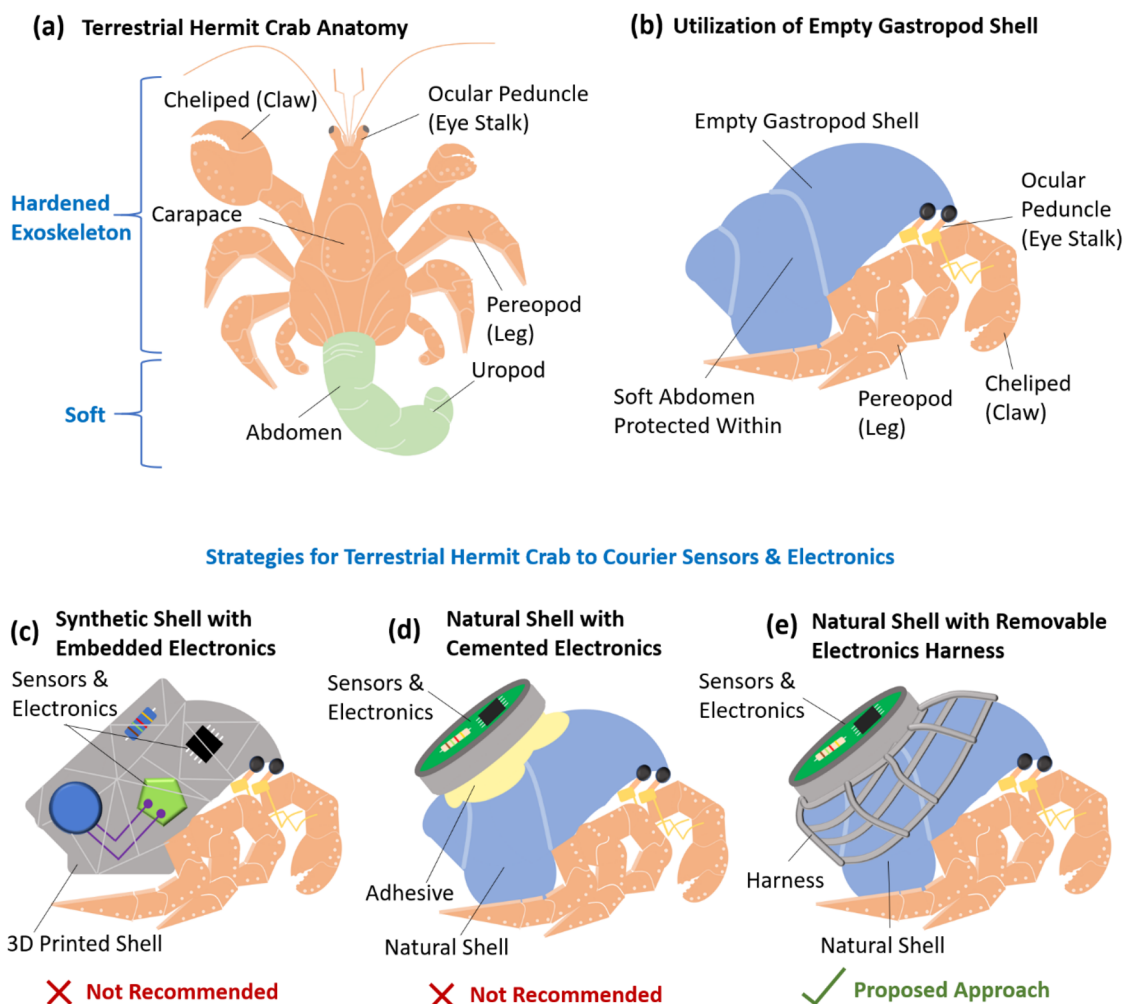 (a) Terrestrial Hermit Crab Anatomy
Cheliped (Claw)
Ocular Peduncle
(Eye Stalk)
Hardened
Exoskeleton
Carapace
Pereopod
(Leg)
Uropod
Soft
Abdomen
(b) Utilization of Empty Gastropod Shell
Empty Gastropod Shell
Ocular
Peduncle
(Eye Stalk)
Soft Abdomen
Protected Within
Pereopod
(Leg)
Cheliped
(Claw)
Strategies for Terrestrial Hermit Crab to Courier Sensors & Electronics
(c) Synthetic Shell with
Embedded Electronics
Sensors &
Electronics
3D Printed Shell
Not Recommended
(d) Natural Shell with
Cemented Electronics
Sensors &
Electronics
Adhesive
Natural Shell
Not Recommended
(e) Natural Shell with Removable
Electronics Harness
Sensors &
Electronics
Harness
Natural Shell
Proposed Approach